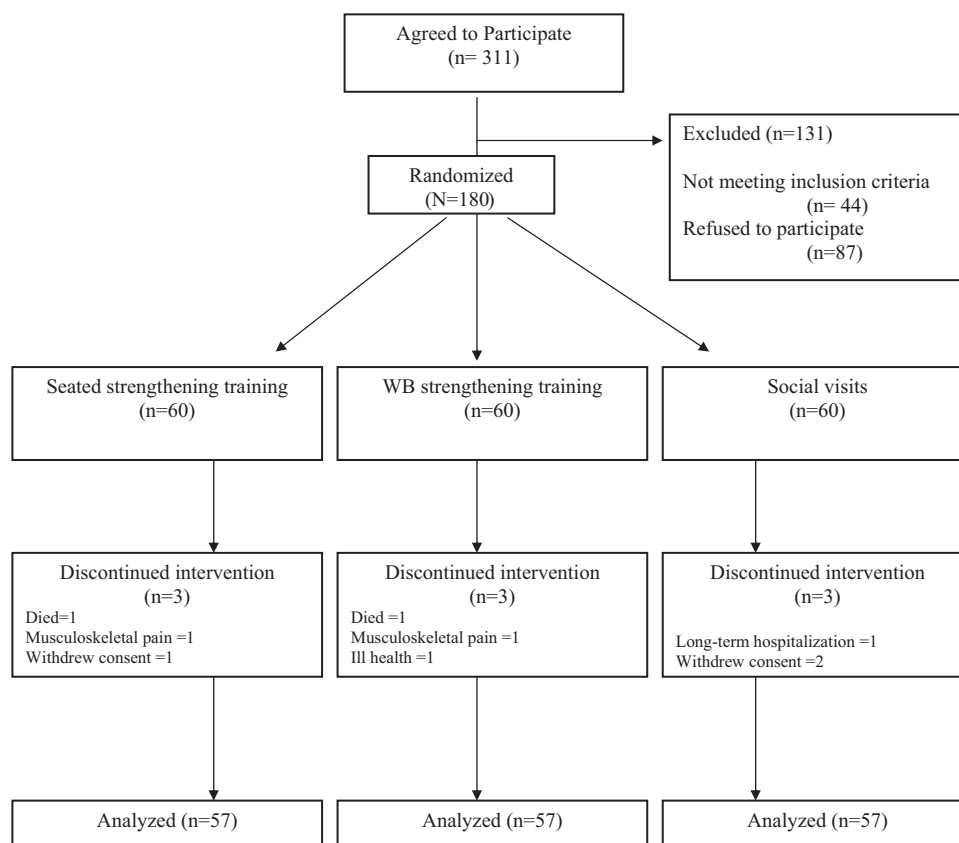 Agreed to Participate
(n= 311)
Excluded (n=131)
Not meeting inclusion criteria
(n= 44)
Refused to participate
(n=87)
Randomized
(N=180)
Seated strengthening training
(n=60)
WB strengthening training
(n=60)
Social visits
(n=60)
Discontinued intervention
(n=3)
Died=1
Musculoskeletal pain =1
Withdrew consent =1
Discontinued intervention
(n=3)
Died =1
Musculoskeletal pain =1
Ill health =1
Discontinued intervention
(n=3)
Long-term hospitalization =1
Withdrew consent =2
Analyzed (n=57)
Analyzed (n=57)
Analyzed (n=57)